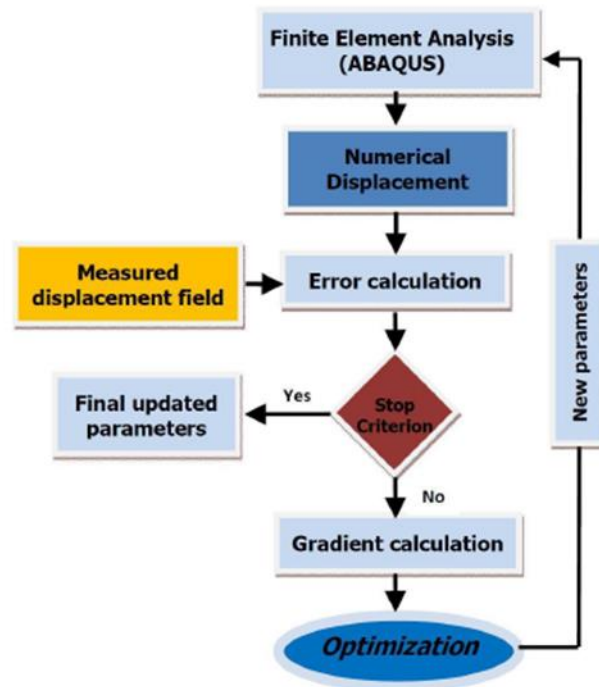 Finite Element Analysis
(ABAQUS)
Numerical
Displacement
Measured
displacement field
Error calculation
New parameters
Yes
Stop
Criterion
Final updated
parameters
No
Gradient calculation
Optimization